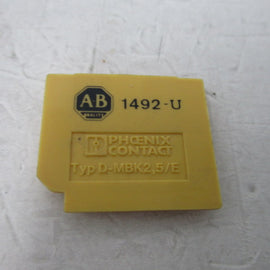 AB 1492-U
QUALITY
PHOENIX
CONTACT
Typ D-MBK2,5/E